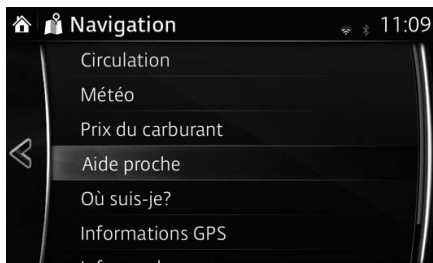 Navigation 11:09
Circulation
Météo
Prix du carburant
Aide proche
Où suis-je?
Informations GPS